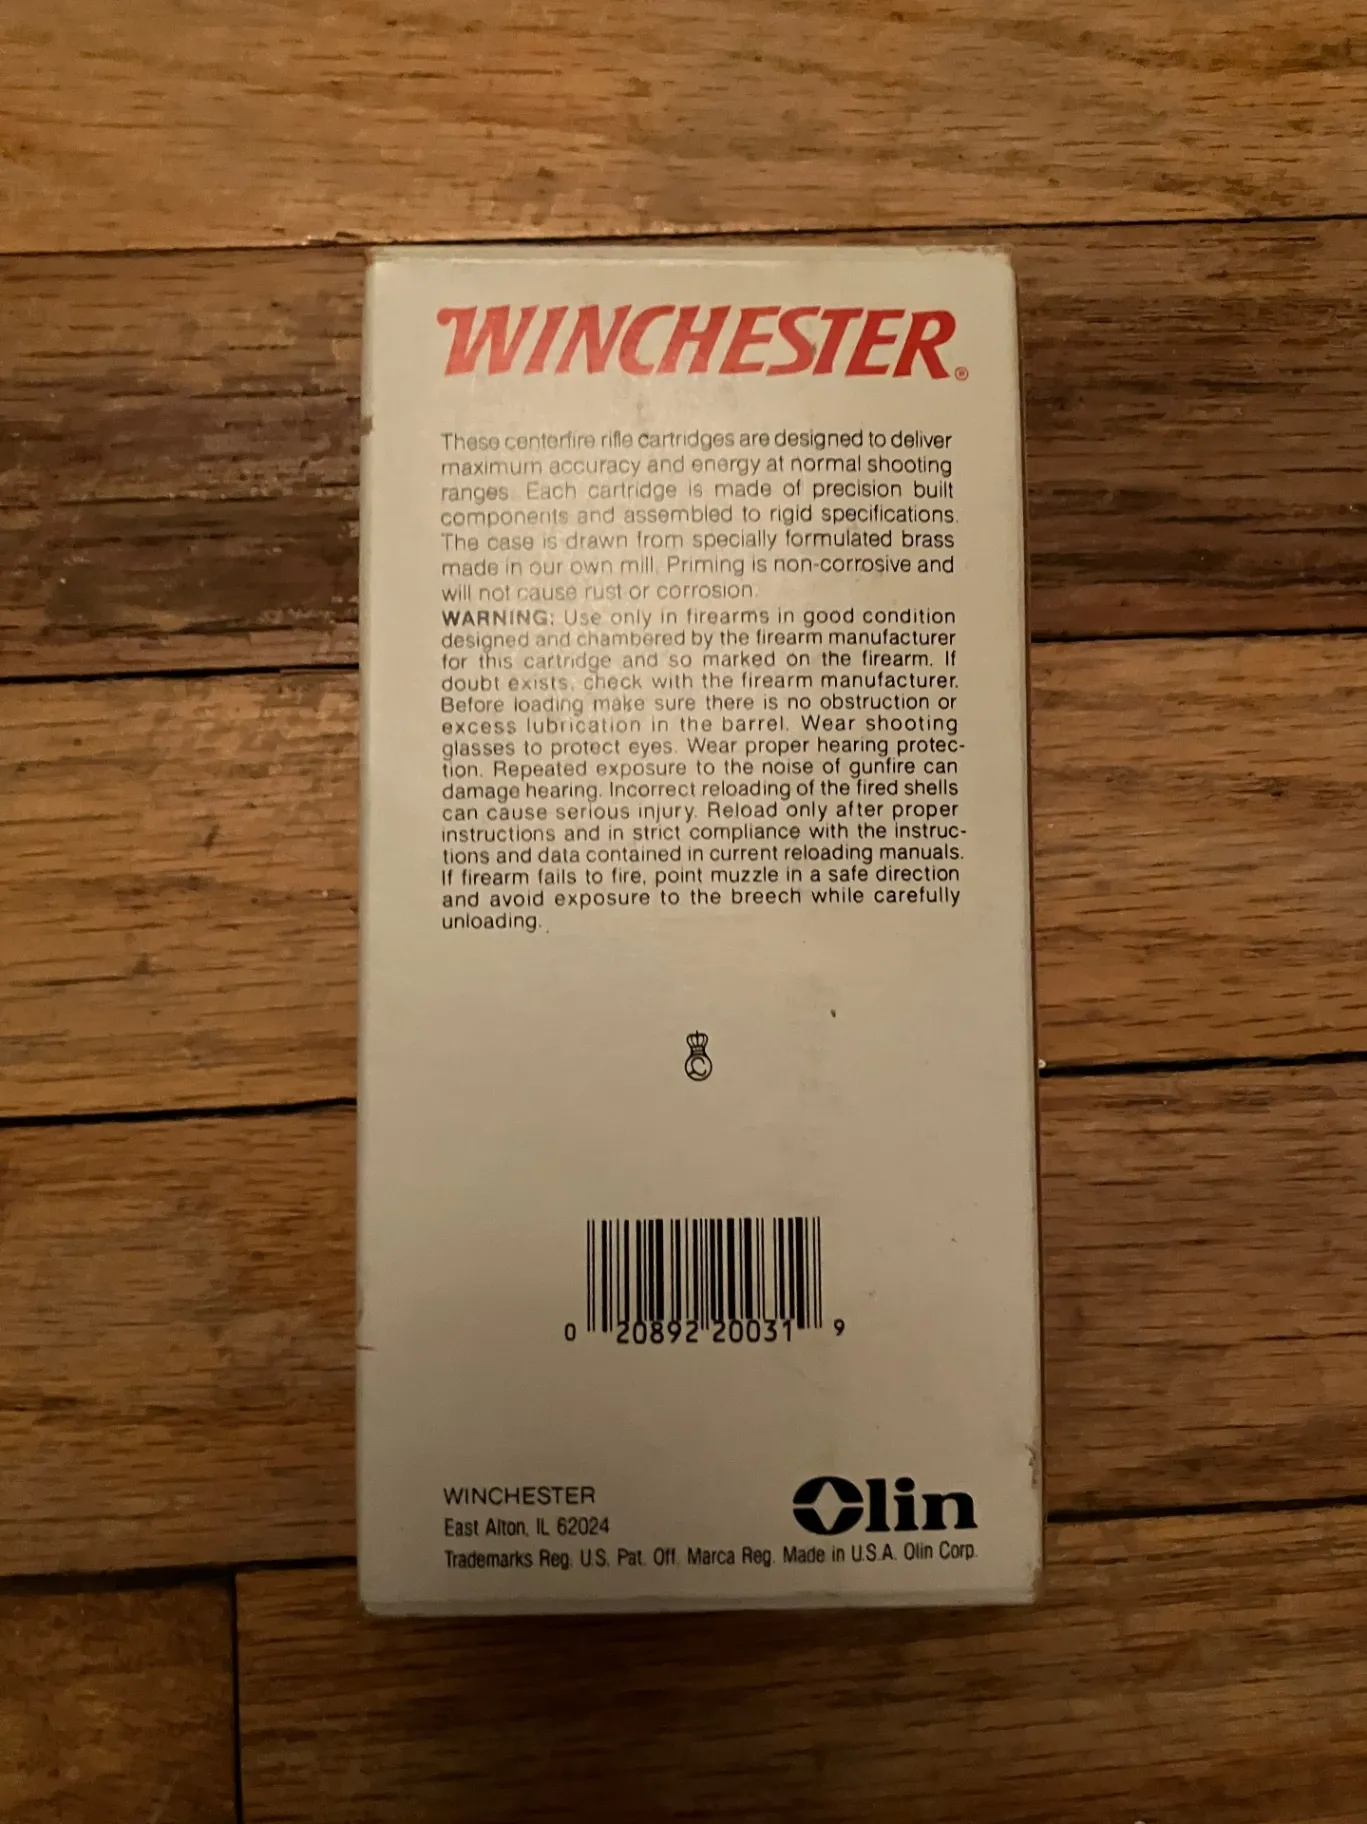 WINCHESTER®
These centerfire rifle cartridges are designed to deliver
maximum accuracy and energy at normal shooting
ranges. Each cartridge is made of precision built
components and assembled to rigid specifications.
The case is drawn from specially formulated brass
made in our own mill. Priming is non-corrosive and
will not cause rust or corrosion.
WARNING: Use only in firearms in good condition
designed and chambered by the firearm manufacturer
for this cartridge and so marked on the firearm. If
doubt exists, check with the firearm manufacturer.
Before loading make sure there is no obstruction or
excess lubrication in the barrel. Wear shooting
glasses to protect eyes. Wear proper hearing protec-
tion. Repeated exposure to the noise of gunfire can
damage hearing. Incorrect reloading of the fired shells
can cause serious injury. Reload only after proper
instructions and in strict compliance with the instruc-
tions and data contained in current reloading manuals.
If firearm fails to fire, point muzzle in a safe direction
and avoid exposure to the breech while carefully
unloading.
C
0 20892 20031 9
WINCHESTER
East Alton, IL 62024
Olin
Trademarks Reg. U.S. Pat. Off. Marca Reg. Made in U.S.A. Olin Corp.